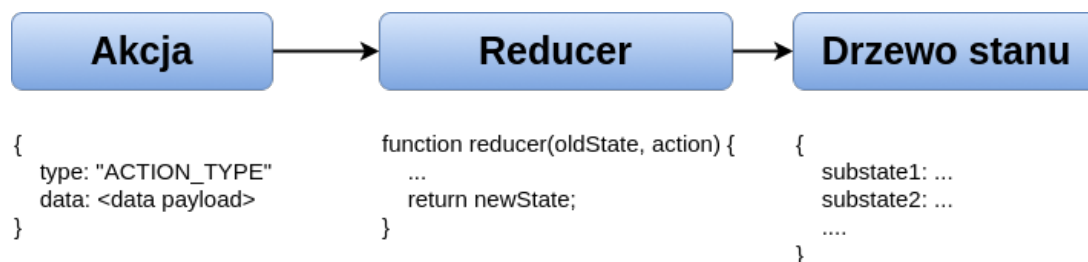 Akcja
Reducer
Drzewo stanu
{
type: "ACTION_TYPE"
data: <data payload>
}
function reducer(oldState, action) {
...
return newState;
}
{
substate1: ...
substate2: ...
....
}